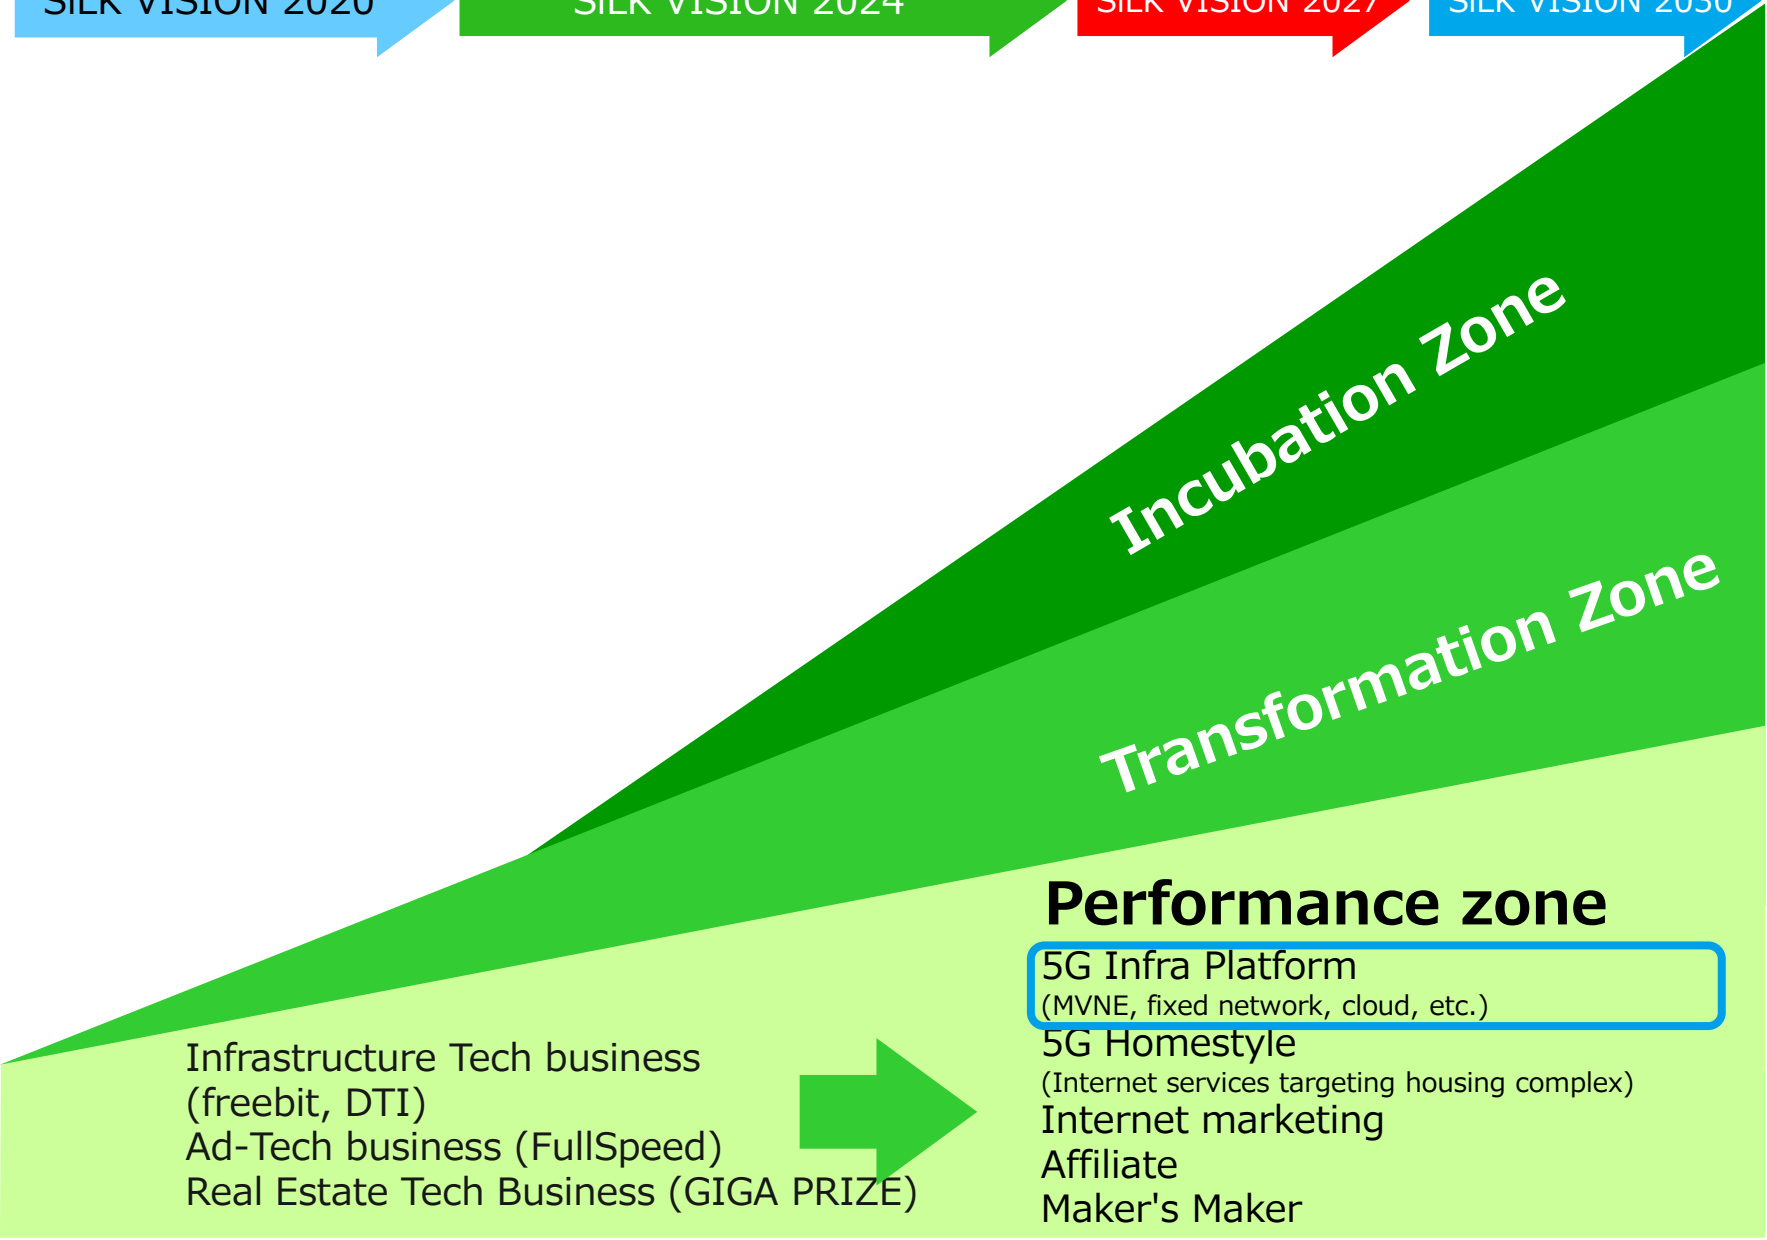 SiLK VISION 2020
SiLK VISION 2024
SiLK VISION 2027
SiLK VISION 2030
Incubation Zone
Transformation Zone
Performance zone
5G Infra Platform
(MVNE, fixed network, cloud, etc.)
5G Homestyle
(Internet services targeting housing complex)
Internet marketing
Affiliate
Maker's Maker
Infrastructure Tech business
(freebit, DTI)
Ad-Tech business (FullSpeed)
Real Estate Tech Business (GIGA PRIZE)